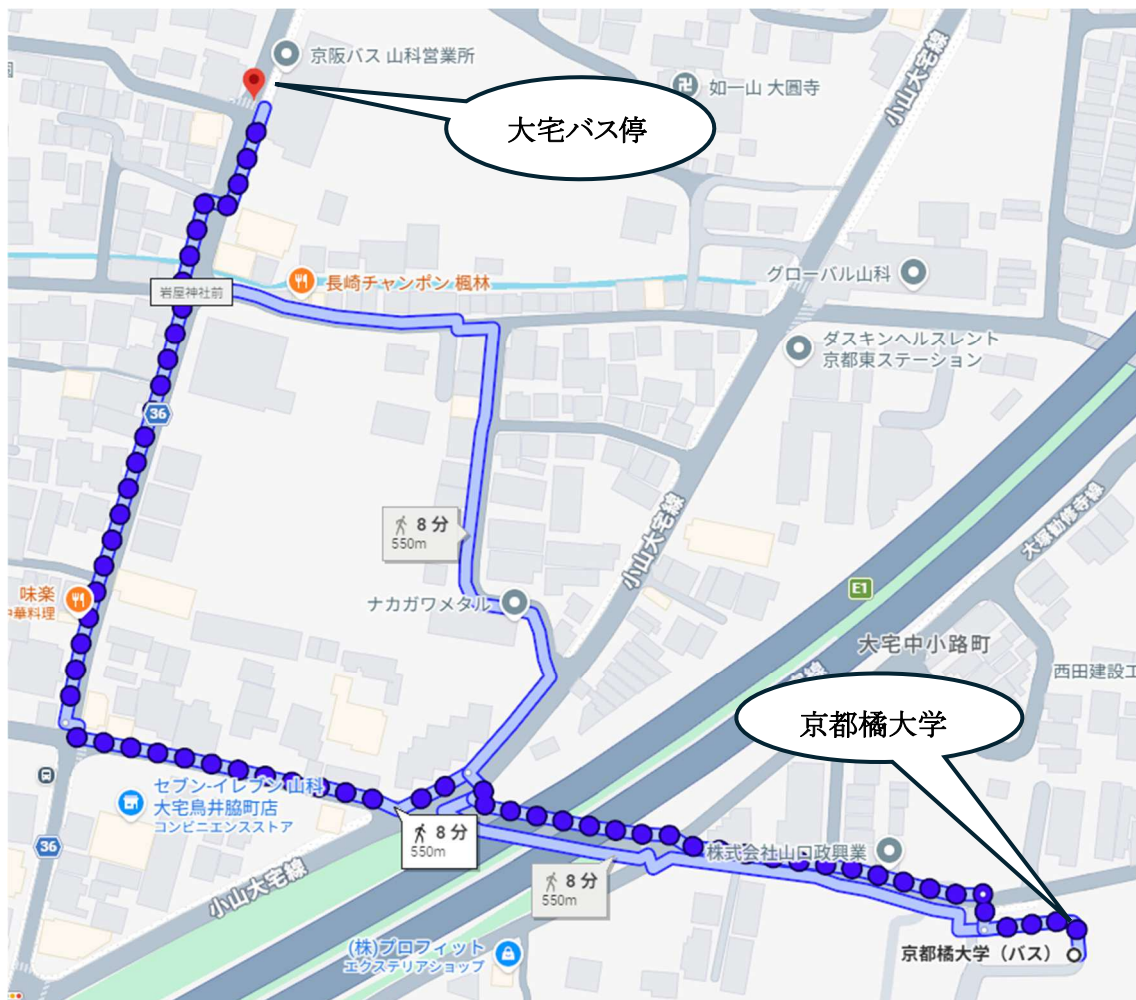 京阪バス 山科営業所
小山大宅線
如一山 大圓寺
大宅バス停
グローバル山科
長崎チャンポン 楓林
岩屋神社前
ダスキンヘルスレント
京都東ステーション
36
8 分
550m
小山大宅線
大塚勧修寺線
E1
味楽
中華料理
ナカガワメタル
大宅中小路町
西田建設工
京都橘大学
セブン-イレブン 山科
大宅鳥井脇町店
コンビニエンスストア
8 分
550m
36
株式会社山口政興業
8 分
550m
小山大宅線
(株)プロフィット
エクステリアショップ
京都橘大学（バス）